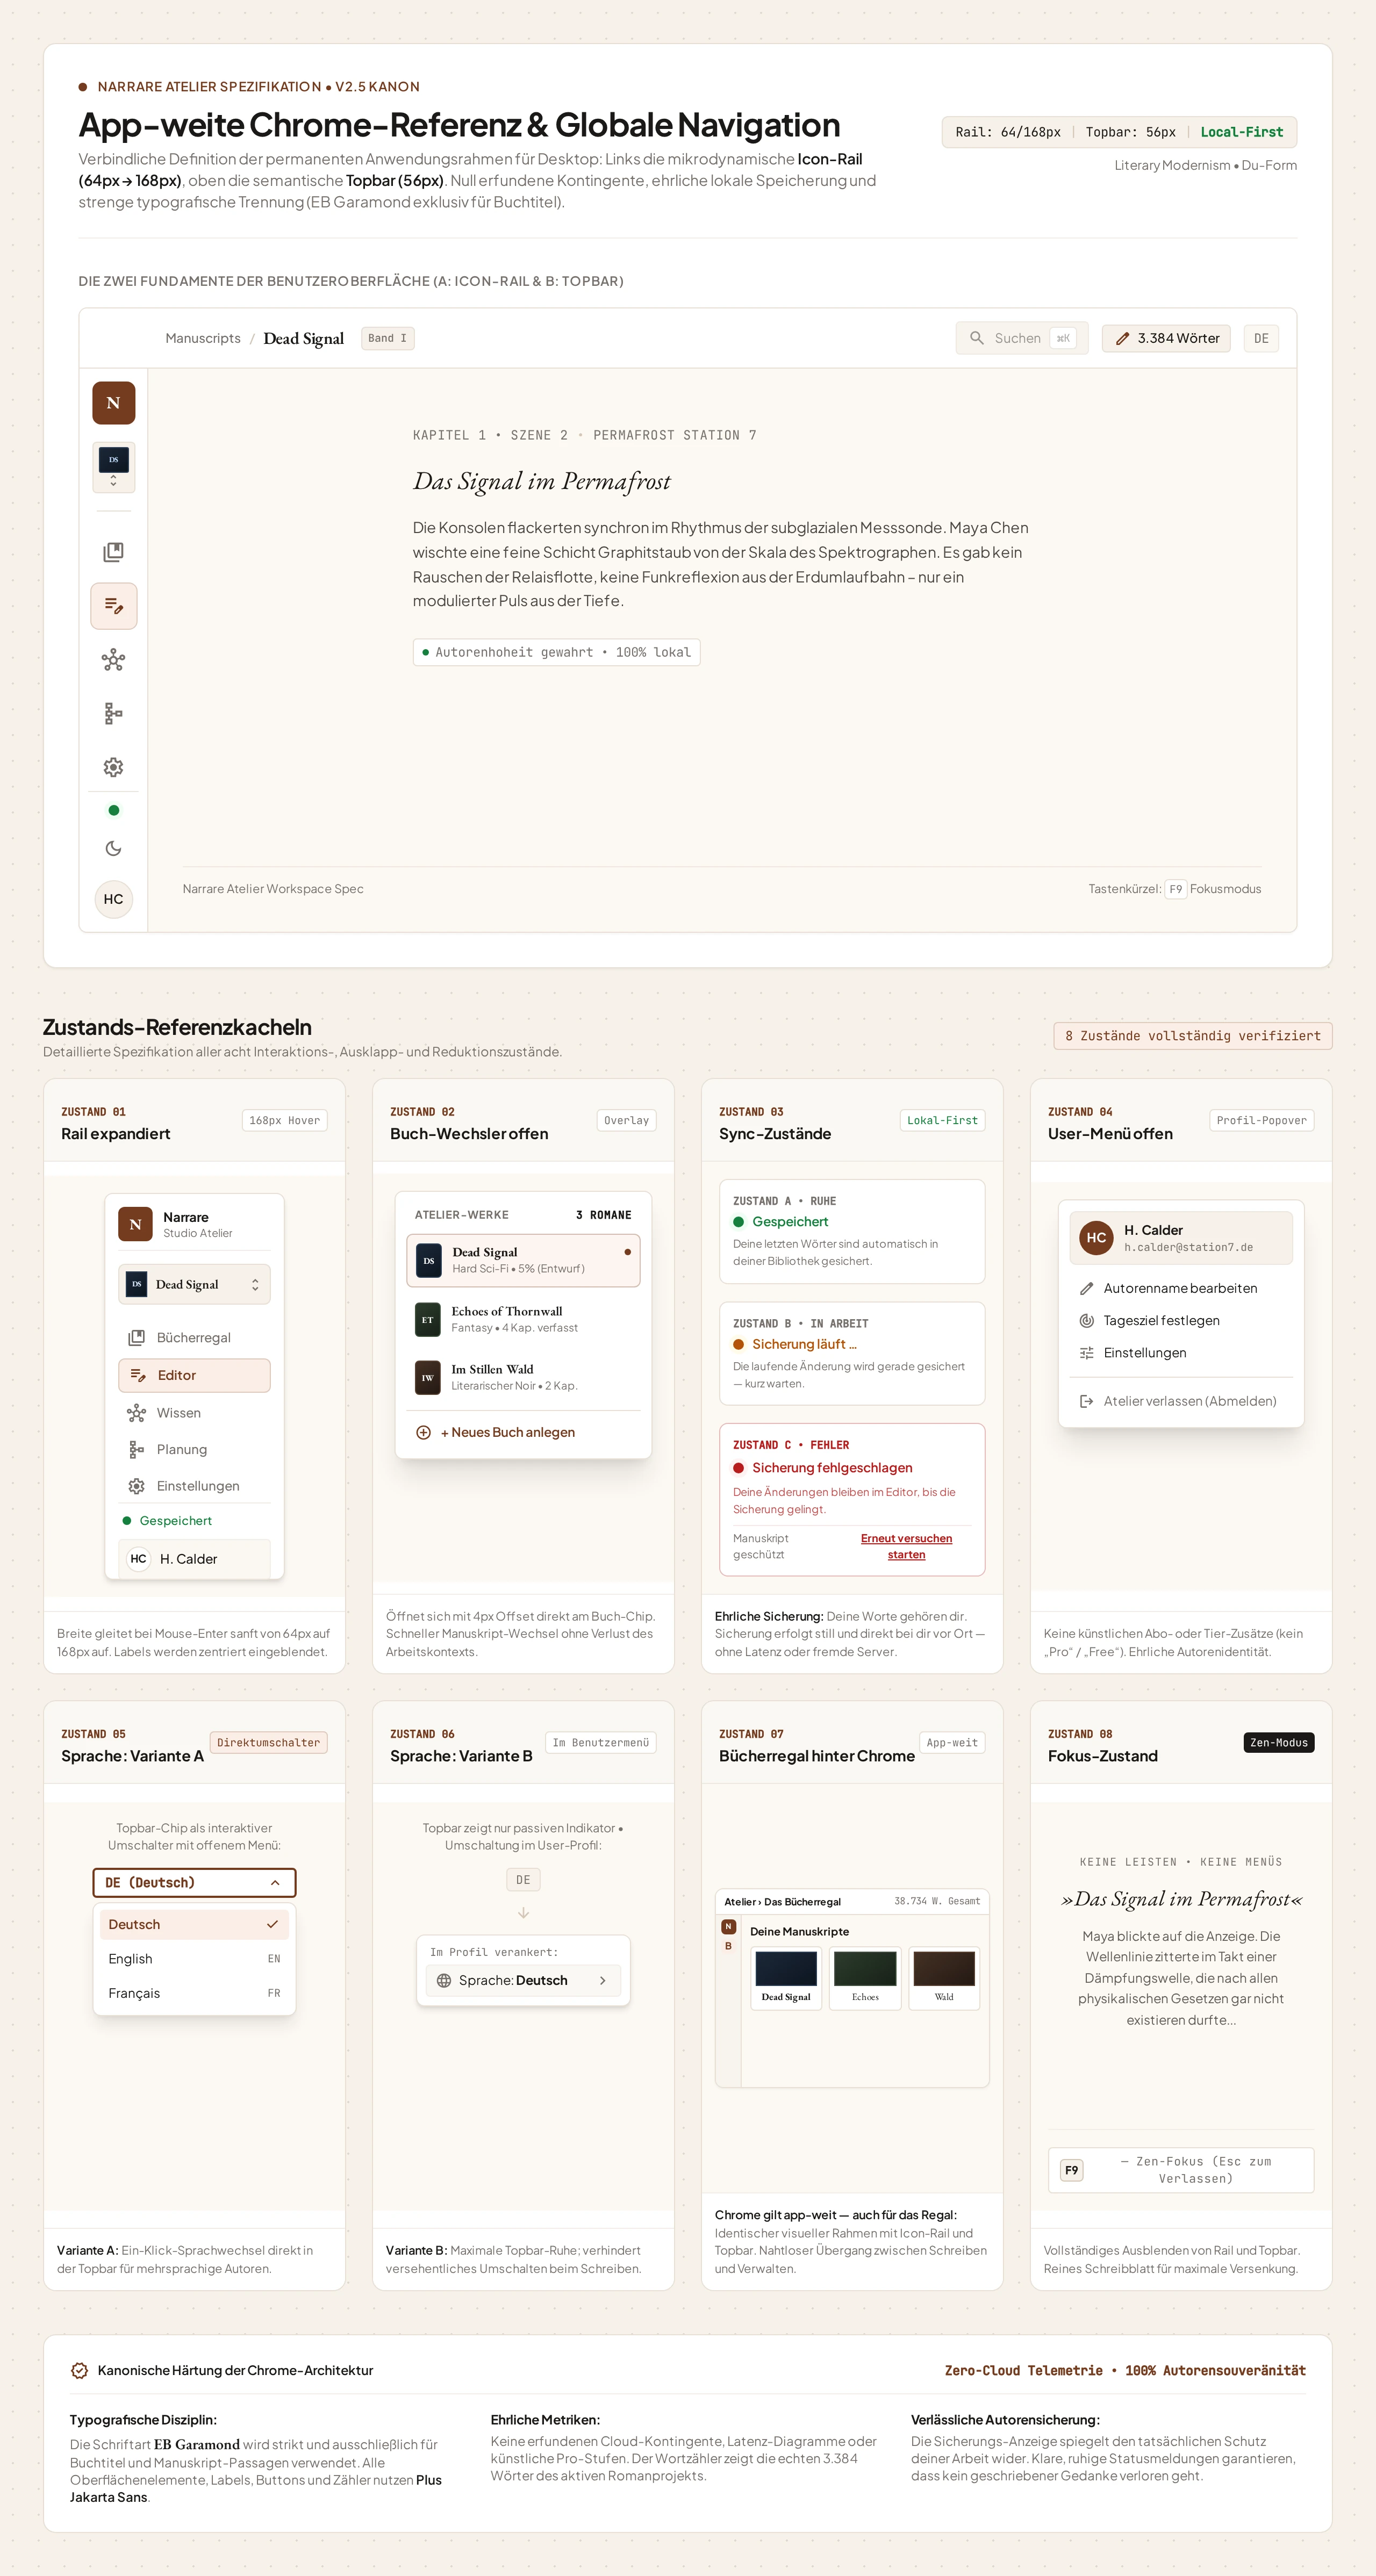 NARRARE ATELIER SPEZIFIKATION • V2.5 KANON
App-weite Chrome-Referenz & Globale Navigation
Verbindliche Definition der permanenten Anwendungsrahmen für Desktop: Links die mikrodynamische Icon-Rail
(64px → 168px), oben die semantische Topbar (56px). Null erfundene Kontingente, ehrliche lokale Speicherung und
strenge typografische Trennung (EB Garamond exklusiv für Buchtitel).
Rail: 64/168px | Topbar: 56px | Local-First
Literary Modernism • Du-Form
DIE ZWEI FUNDAMENTE DER BENUTZEROBERFLÄCHE (A: ICON-RAIL & B: TOPBAR)
Manuscripts / Dead Signal Band I
Suchen ⌘K 3.384 Wörter DE
N
DS
KAPITEL 1 • SZENE 2 • PERMAFROST STATION 7
Das Signal im Permafrost
Die Konsolen flackerten synchron im Rhythmus der subglazialen Messsonde. Maya Chen
wischte eine feine Schicht Graphitstaub von der Skala des Spektrographen. Es gab kein
Rauschen der Relaisflotte, keine Funkreflexion aus der Erdumlaufbahn – nur ein
modulierter Puls aus der Tiefe.
Autorenhoheit gewahrt • 100% lokal
HC
Narrare Atelier Workspace Spec
Tastenkürzel: F9 Fokusmodus
Zustands-Referenzkacheln
Detaillierte Spezifikation aller acht Interaktions-, Ausklapp- und Reduktionszustände.
8 Zustände vollständig verifiziert
ZUSTAND 01
Rail expandiert
168px Hover
N
Narrare
Studio Atelier
DS Dead Signal
Bücherregal
Editor
Wissen
Planung
Einstellungen
Gespeichert
HC H. Calder
Breite gleitet bei Mouse-Enter sanft von 64px auf
168px auf. Labels werden zentriert eingeblendet.
ZUSTAND 02
Buch-Wechsler offen
Overlay
ATELIER-WERKE 3 ROMANE
DS
Dead Signal
Hard Sci-Fi • 5% (Entwurf)
ET
Echoes of Thornwall
Fantasy • 4 Kap. verfasst
IW
Im Stillen Wald
Literarischer Noir • 2 Kap.
+ Neues Buch anlegen
Öffnet sich mit 4px Offset direkt am Buch-Chip.
Schneller Manuskript-Wechsel ohne Verlust des
Arbeitskontexts.
ZUSTAND 03
Sync-Zustände
Lokal-First
ZUSTAND A • RUHE
Gespeichert
Deine letzten Wörter sind automatisch in
deiner Bibliothek gesichert.
ZUSTAND B • IN ARBEIT
Sicherung läuft …
Die laufende Änderung wird gerade gesichert
— kurz warten.
ZUSTAND C • FEHLER
Sicherung fehlgeschlagen
Deine Änderungen bleiben im Editor, bis die
Sicherung gelingt.
Manuskript
geschützt
Erneut versuchen
starten
Ehrliche Sicherung: Deine Worte gehören dir.
Sicherung erfolgt still und direkt bei dir vor Ort —
ohne Latenz oder fremde Server.
ZUSTAND 04
User-Menü offen
Profil-Popover
HC
H. Calder
h.calder@station7.de
Autorenname bearbeiten
Tagesziel festlegen
Einstellungen
Atelier verlassen (Abmelden)
Keine künstlichen Abo- oder Tier-Zusätze (kein
„Pro“ / „Free“). Ehrliche Autorenidentität.
ZUSTAND 05
Sprache: Variante A
Direktumschalter
Topbar-Chip als interaktiver
Umschalter mit offenem Menü:
DE (Deutsch)
Deutsch
English EN
Français FR
Variante A: Ein-Klick-Sprachwechsel direkt in
der Topbar für mehrsprachige Autoren.
ZUSTAND 06
Sprache: Variante B
Im Benutzermenü
Topbar zeigt nur passiven Indikator •
Umschaltung im User-Profil:
DE
Im Profil verankert:
Sprache: Deutsch
Variante B: Maximale Topbar-Ruhe; verhindert
versehentliches Umschalten beim Schreiben.
ZUSTAND 07
Bücherregal hinter Chrome
App-weit
Atelier › Das Bücherregal 38.734 W. Gesamt
N
B
Deine Manuskripte
Dead Signal
Echoes
Wald
Chrome gilt app-weit — auch für das Regal:
Identischer visueller Rahmen mit Icon-Rail und
Topbar. Nahtloser Übergang zwischen Schreiben
und Verwalten.
ZUSTAND 08
Fokus-Zustand
Zen-Modus
KEINE LEISTEN • KEINE MENÜS
»Das Signal im Permafrost«
Maya blickte auf die Anzeige. Die
Wellenlinie zitterte im Takt einer
Dämpfungswelle, die nach allen
physikalischen Gesetzen gar nicht
existieren durfte...
F9
— Zen-Fokus (Esc zum
Verlassen)
Vollständiges Ausblenden von Rail und Topbar.
Reines Schreibblatt für maximale Versenkung.
Kanonische Härtung der Chrome-Architektur
Zero-Cloud Telemetrie • 100% Autorensouveränität
Typografische Disziplin:
Die Schriftart EB Garamond wird strikt und ausschließlich für
Buchtitel und Manuskript-Passagen verwendet. Alle
Oberflächenelemente, Labels, Buttons und Zähler nutzen Plus
Jakarta Sans.
Ehrliche Metriken:
Keine erfundenen Cloud-Kontingente, Latenz-Diagramme oder
künstliche Pro-Stufen. Der Wortzähler zeigt die echten 3.384
Wörter des aktiven Romanprojekts.
Verlässliche Autorensicherung:
Die Sicherungs-Anzeige spiegelt den tatsächlichen Schutz
deiner Arbeit wider. Klare, ruhige Statusmeldungen garantieren,
dass kein geschriebener Gedanke verloren geht.